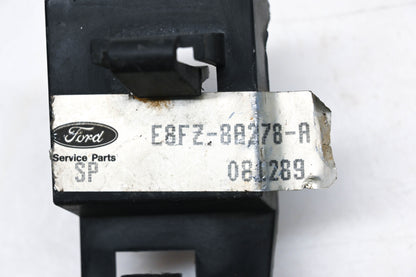 Ford E8FZ-8A278-A
Service Parts
SP 081289